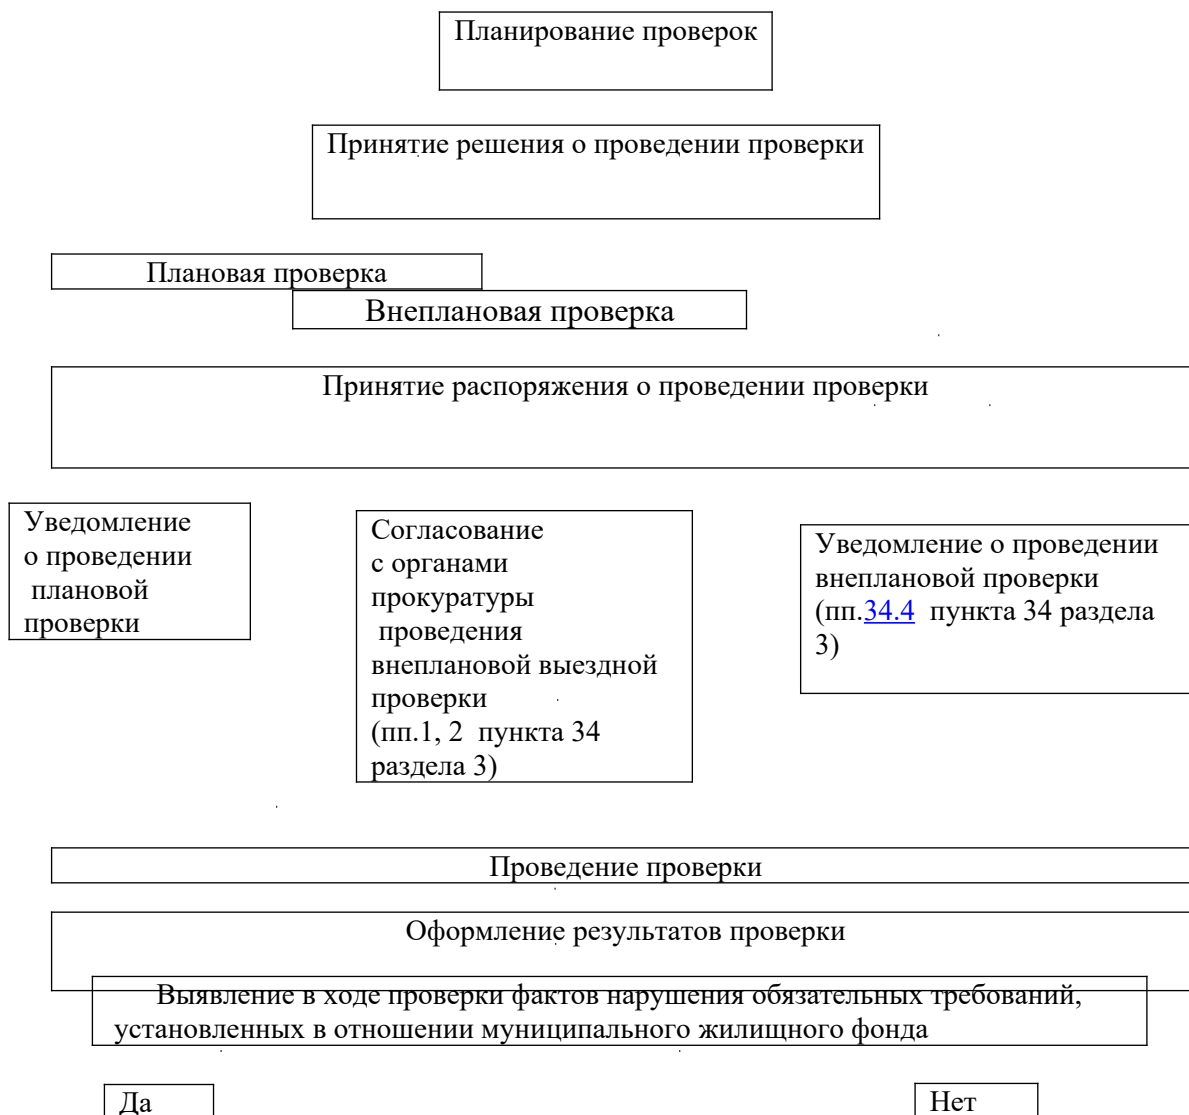 Планирование проверок
Принятие решения о проведении проверки
Плановая проверка
Внеплановая проверка
Принятие распоряжения о проведении проверки
Уведомление
о проведении
плановой
проверки
Согласование
с органами
прокуратуры
проведения
внеплановой выездной
проверки
(пп.1, 2 пункта 34
раздела 3)
Уведомление о проведении
внеплановой проверки
(пп.34.4 пункта 34 раздела
3)
Проведение проверки
Оформление результатов проверки
Выявление в ходе проверки фактов нарушения обязательных требований,
установленных в отношении муниципального жилищного фонда
Да
Нет